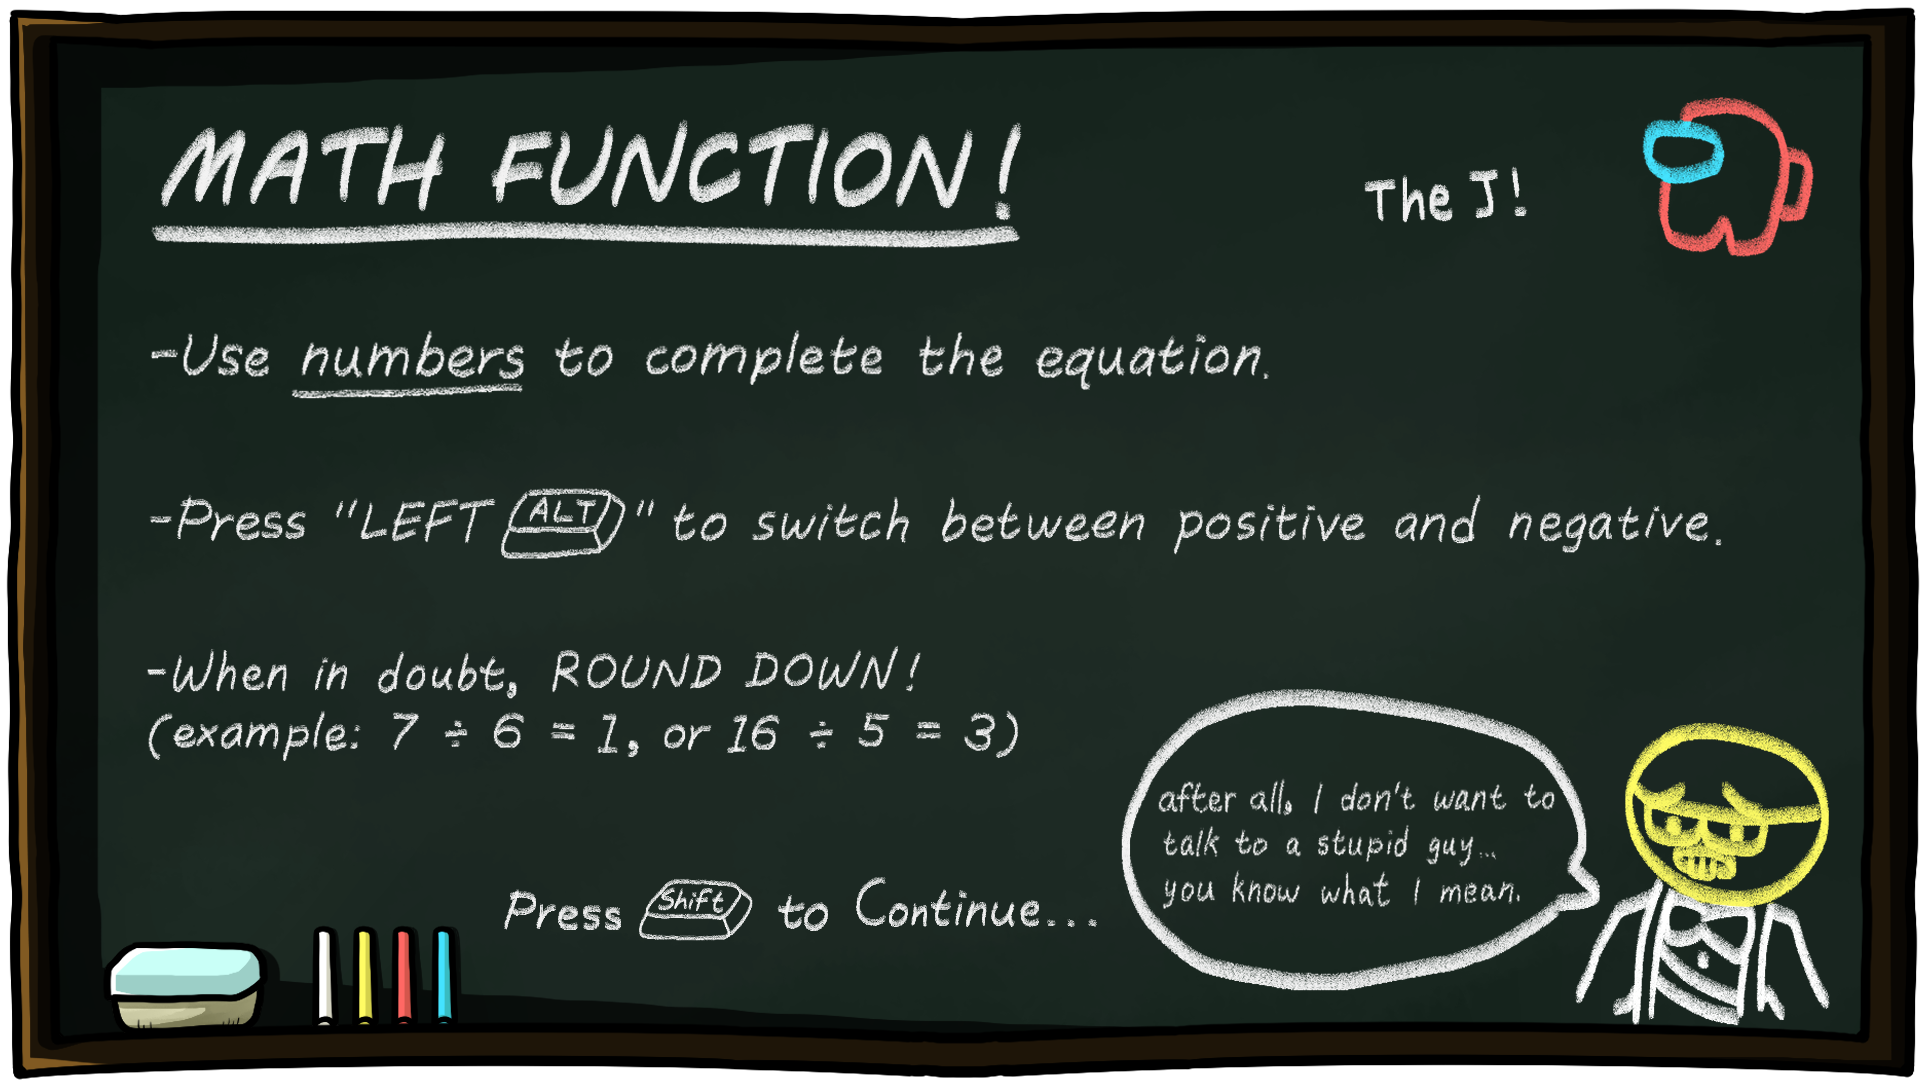 MATH FUNCTION!
The J!
-Use numbers to complete the equation.
-Press "LEFT ALT" to switch between positive and negative.
-When in doubt, ROUND DOWN!
(example: 7 ÷ 6 = 1, or 16 ÷ 5 = 3)
after all, I don't want to
talk to a stupid guy...
you know what I mean.
Press Shift to Continue...